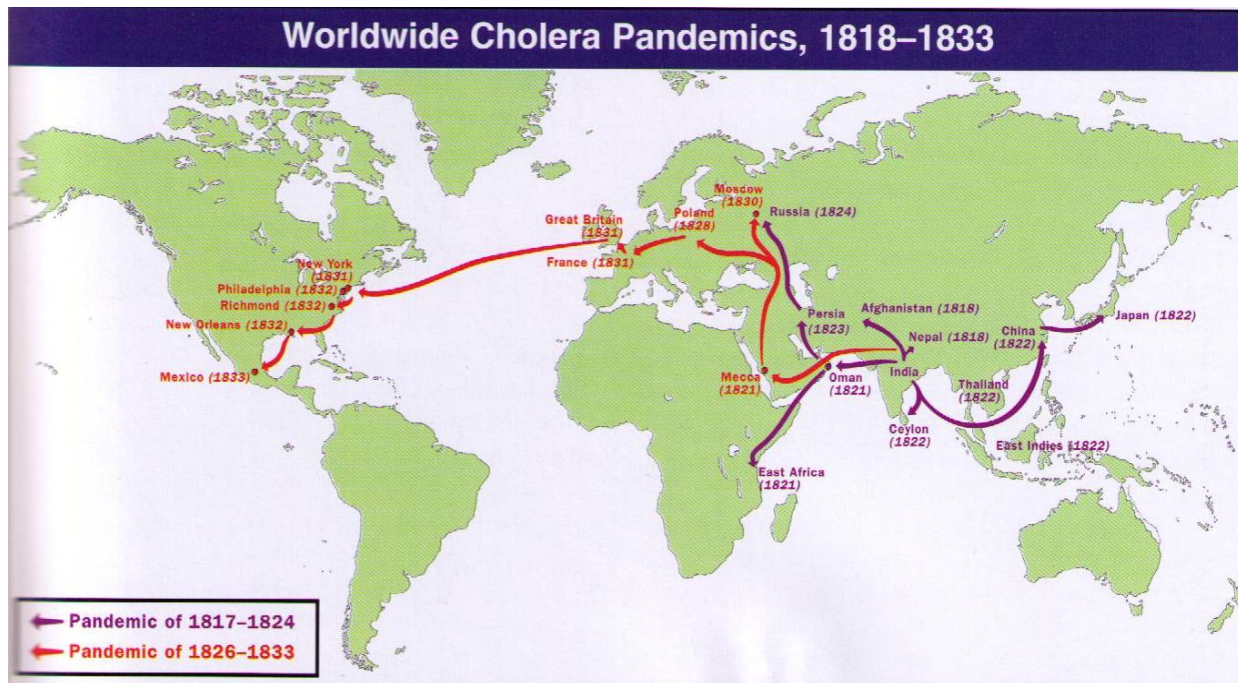 Worldwide Cholera Pandemics, 1818–1833
Moscow
(1830)
Russia (1824)
Great Britain
(1831)
Poland
(1828)
France (1831)
New York
(1831)
Philadelphia (1832)
Richmond (1832)
New Orleans (1832)
Mexico (1833)
Afghanistan (1818)
Persia
(1823)
Nepal (1818)
China
(1822)
Japan (1822)
Mecca
(1821)
Oman
(1821)
India
Thailand
(1822)
Ceylon
(1822)
East Indies (1822)
East Africa
(1821)
Pandemic of 1817–1824
Pandemic of 1826–1833